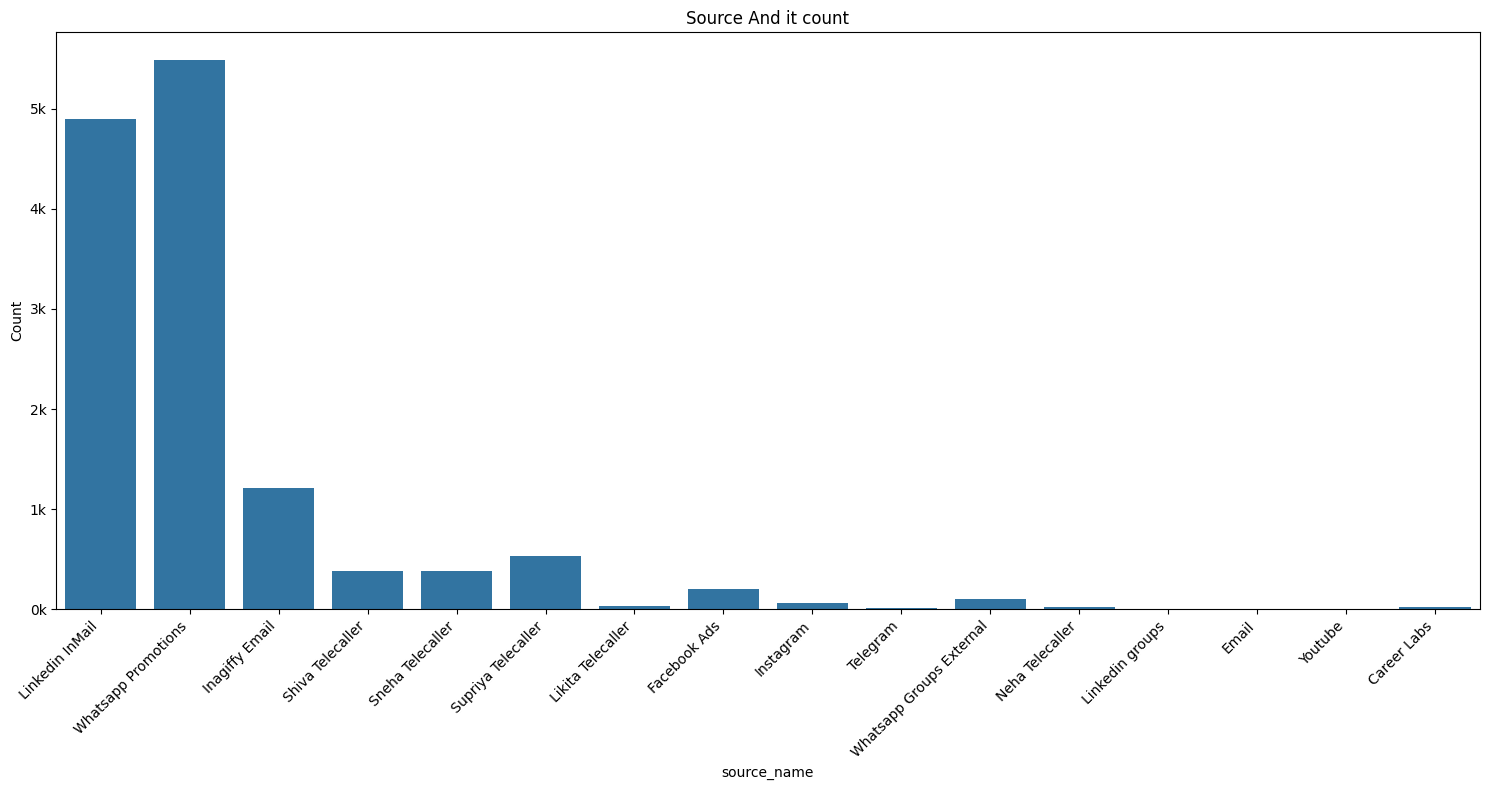 Source And it count
5k
4k
3k
2k
1k
0k
Count
Linkedin InMail
Whatsapp Promotions
Inagiffy Email
Shiva Telecaller
Sneha Telecaller
Supriya Telecaller
Likita Telecaller
Facebook Ads
Instagram
Telegram
Whatsapp Groups External
Neha Telecaller
Linkedin groups
Email
Youtube
Career Labs
source_name